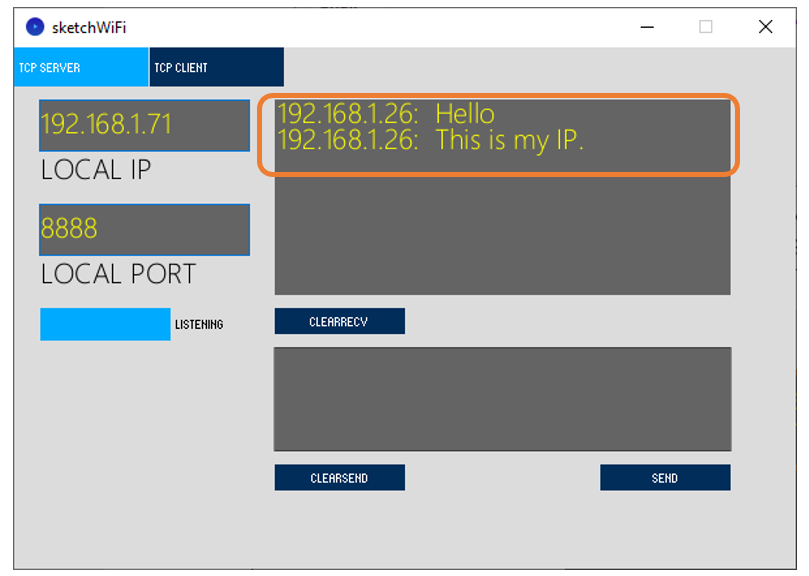 sketchWiFi
TCP SERVER
TCP CLIENT
192.168.1.71
LOCAL IP
8888
LOCAL PORT
LISTENING
192.168.1.26:  Hello
192.168.1.26:  This is my IP.
CLEARRECV
CLEARSEND
SEND